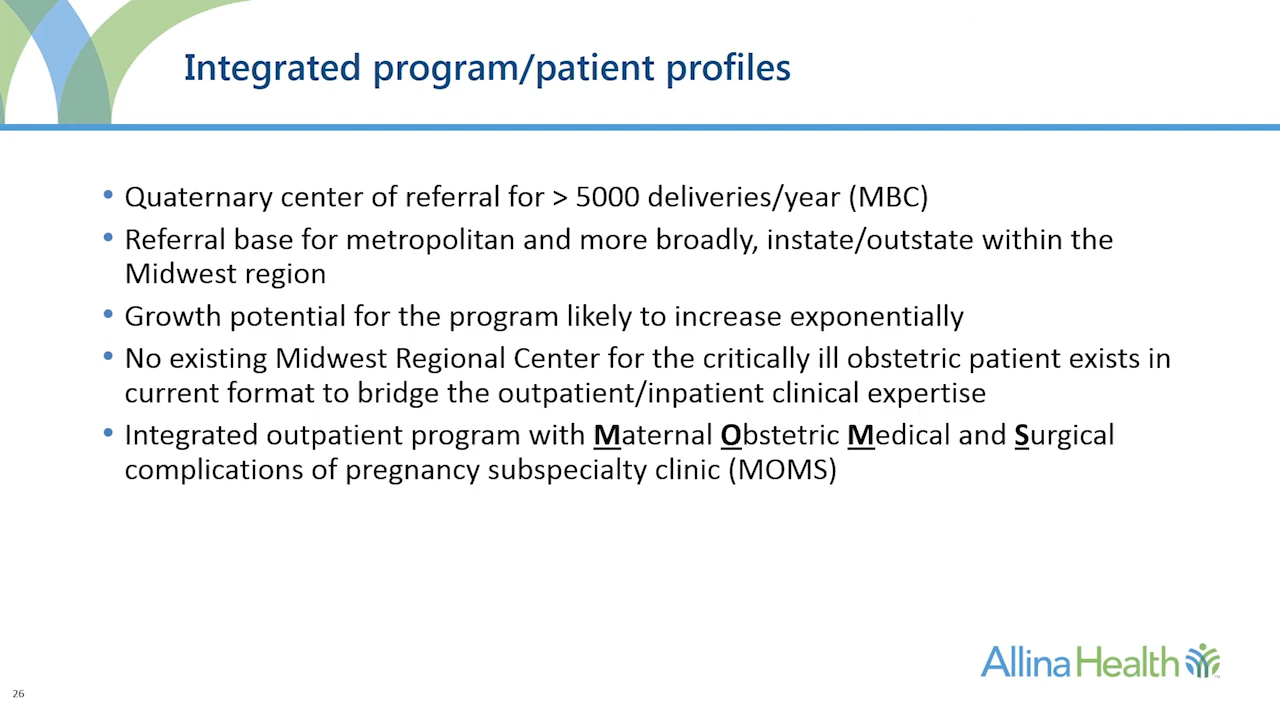 Integrated program/patient profiles
• Quaternary center of referral for > 5000 deliveries/year (MBC)
• Referral base for metropolitan and more broadly, instate/outstate within the
Midwest region
• Growth potential for the program likely to increase exponentially
• No existing Midwest Regional Center for the critically ill obstetric patient exists in
current format to bridge the outpatient/inpatient clinical expertise
• Integrated outpatient program with Maternal Obstetric Medical and Surgical
complications of pregnancy subspecialty clinic (MOMS)
Allina Health
26